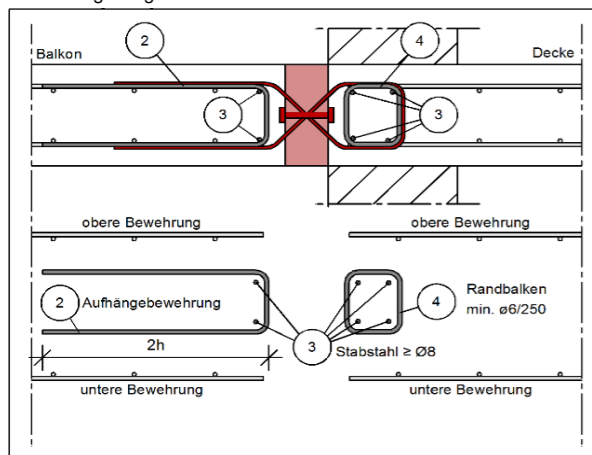 Balkon
2
4
Decke
3
3
obere Bewehrung
obere Bewehrung
2
Aufhängebewehrung
4
Randbalken
min. ø6/250
3
Stabstahl ≥ Ø8
2h
untere Bewehrung
untere Bewehrung